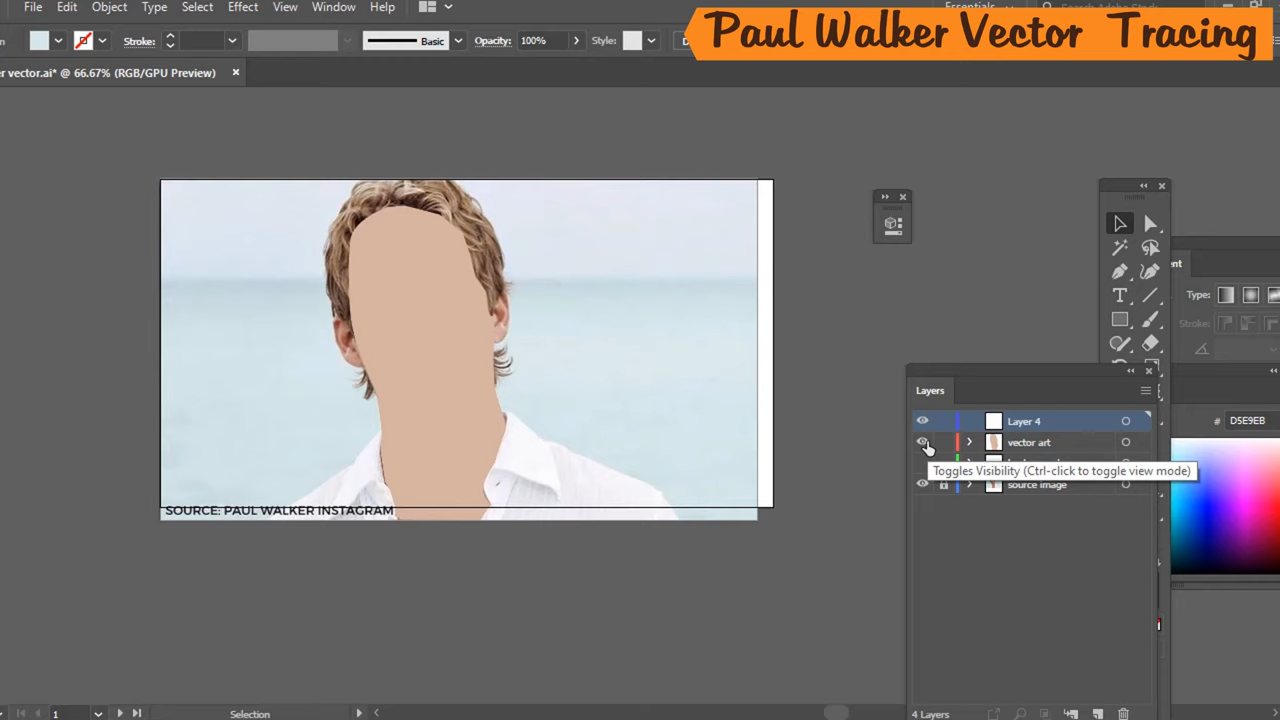 File Edit Object Type Select Effect View Window Help
Paul Walker Vector Tracing
Stroke: Basic Opacity: 100% Style:
er vector.ai* @ 66.67% (RGB/GPU Preview) ×
Type:
Stroke:
Layers
Layer 4
# D5E9EB
vector art
Toggles Visibility (Ctrl-click to toggle view mode)
source image
SOURCE: PAUL WALKER INSTAGRAM
1 Selection
4 Layers